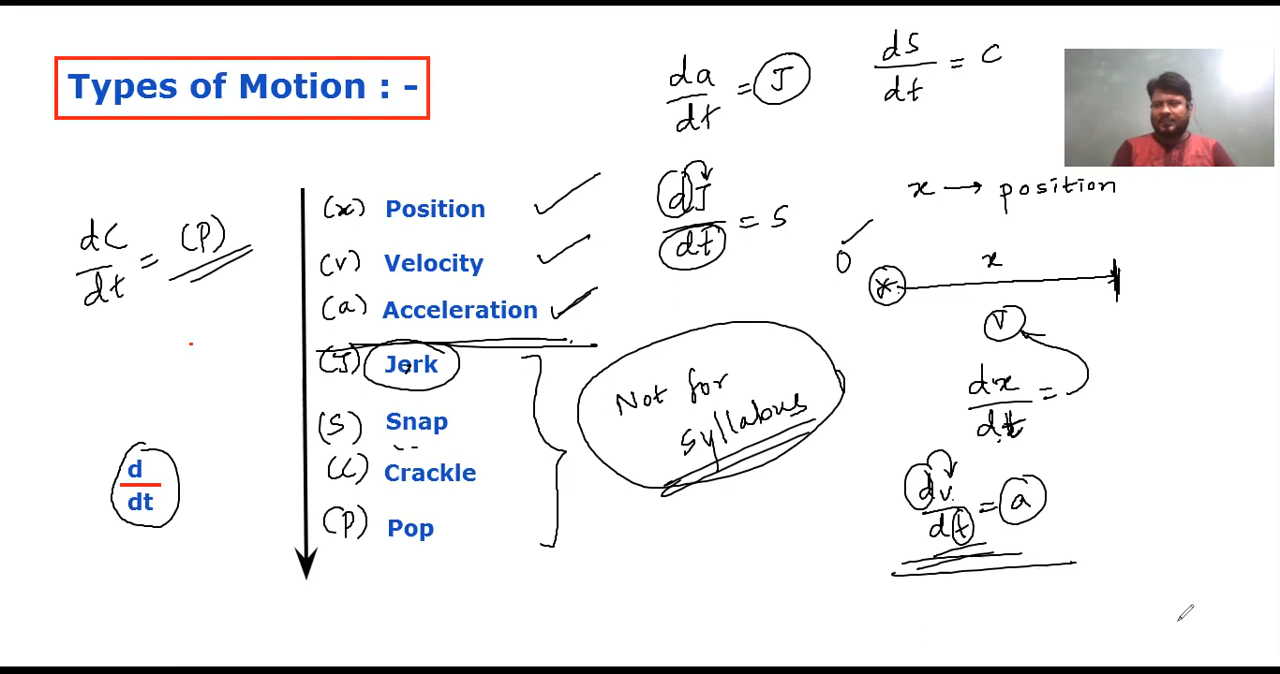 Types of Motion : -
da/dt = J
dS/dt = C
dJ/dt = S
dC/dt = (P)
(x) Position
(v) Velocity
(a) Acceleration
(J) Jerk
(S) Snap
(C) Crackle
(P) Pop
d/dt
Not for
syllabus
x → position
O
x
V
dx/dt =
dv/dt = a